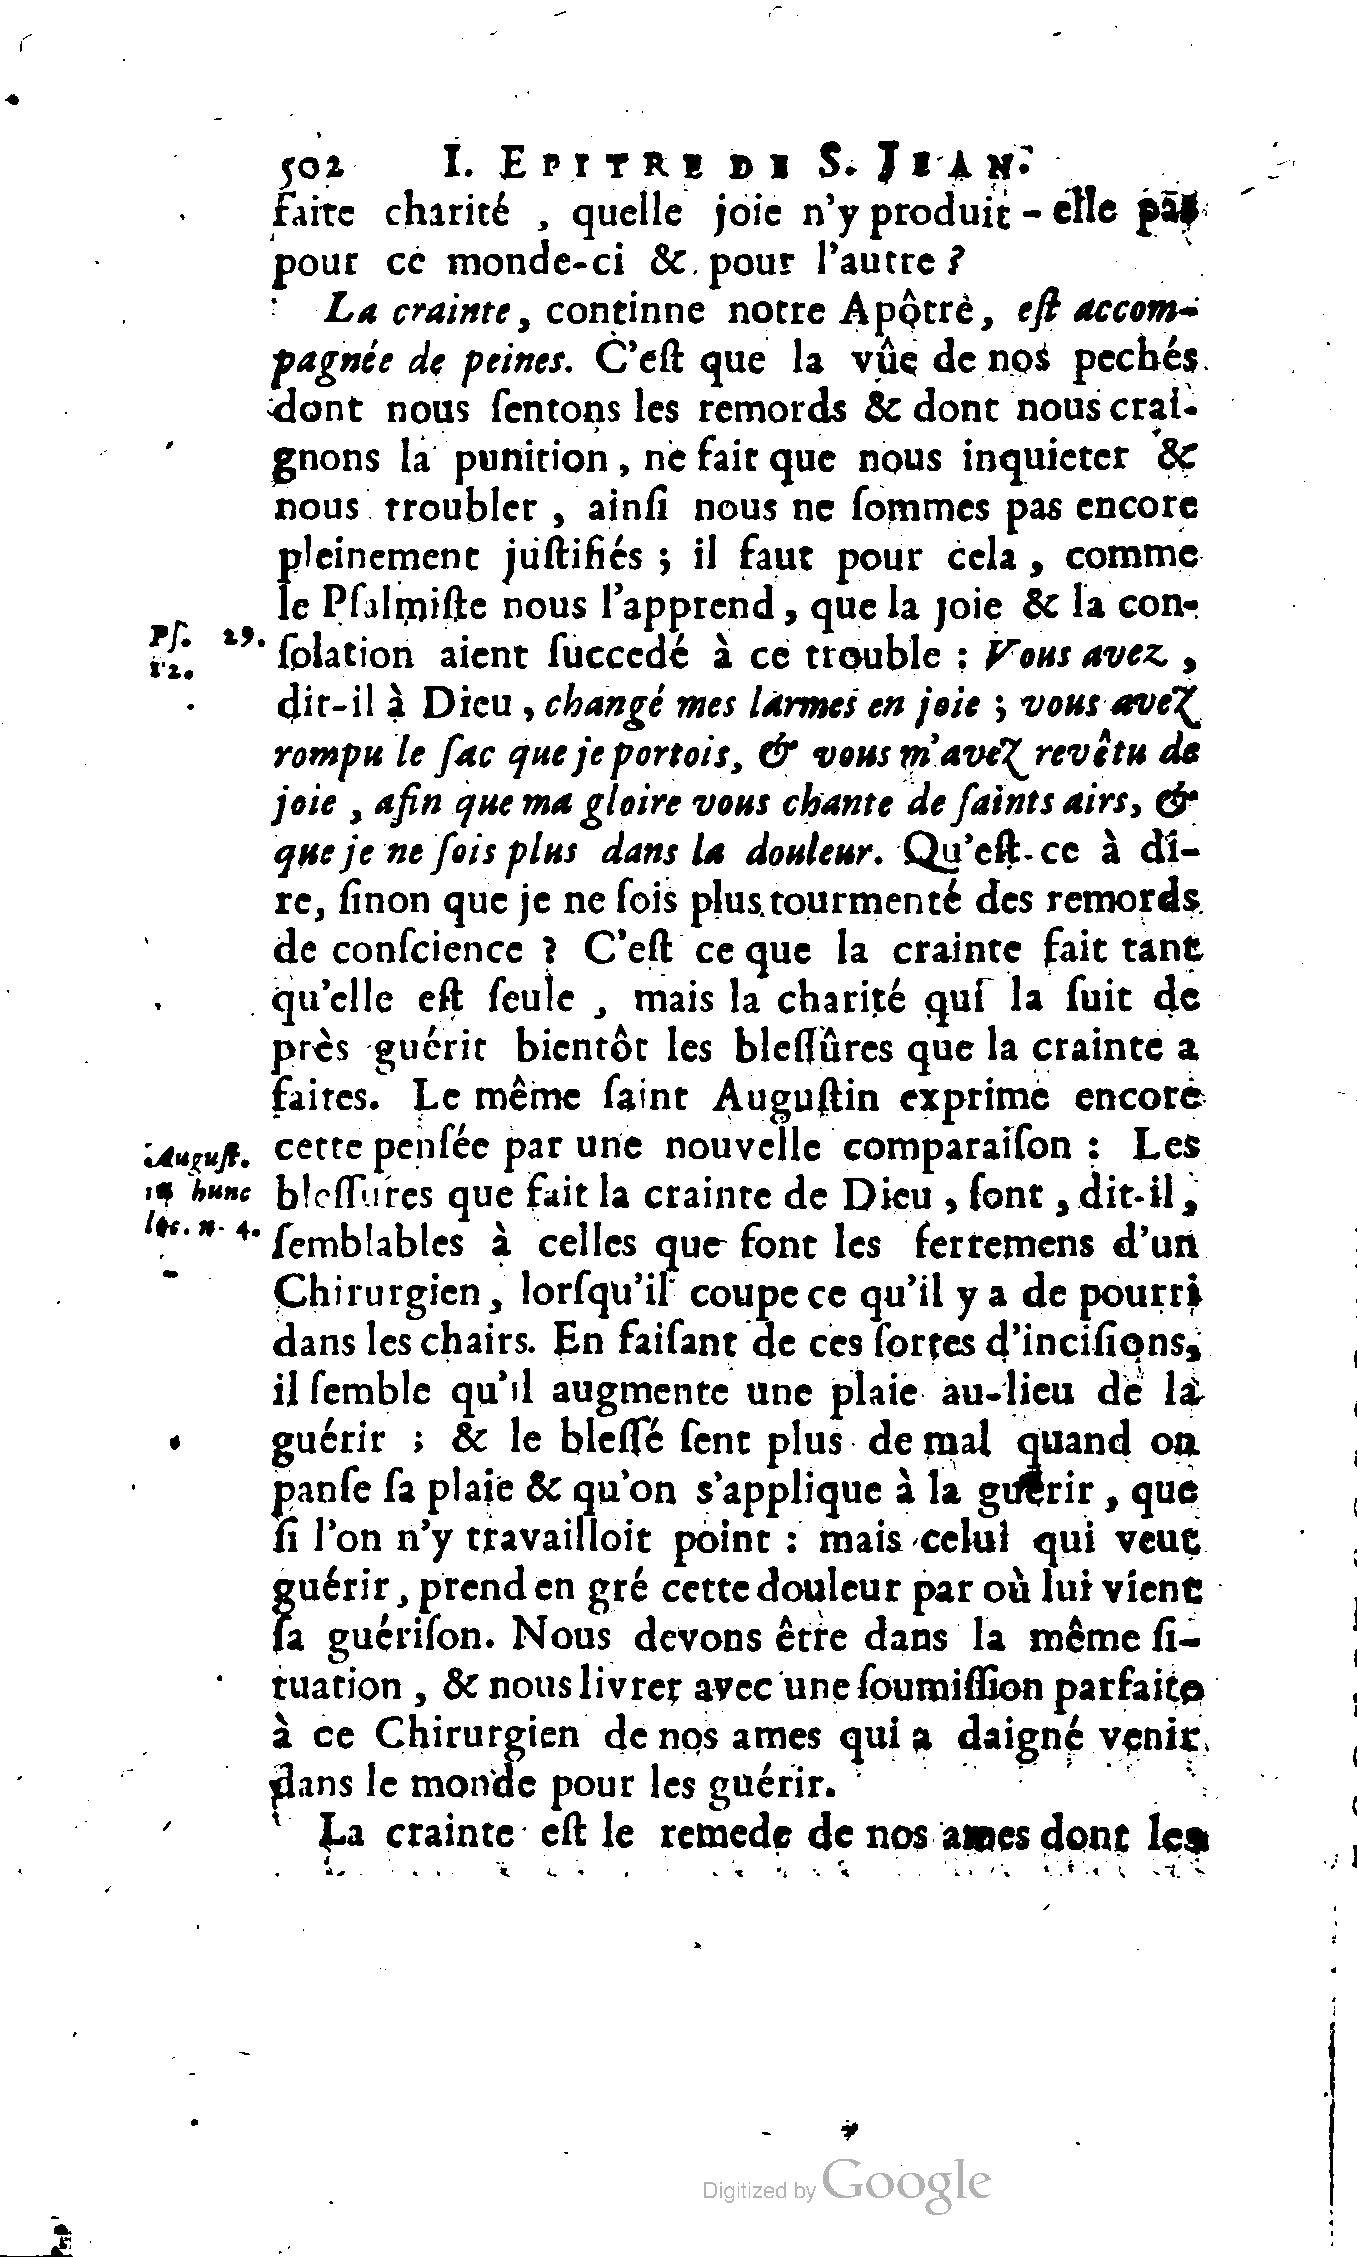 502 I. EPITRE DE S. JEAN.
faite charité , quelle joie n'y produit-elle pas
pour ce monde-ci &. pour l'autre ?
La crainte, continne notre Apôtre, eſt accom-
pagnée de peines. C'eſt que la vûe de nos pechés
dont nous ſentons les remords & dont nous crai-
gnons la punition, ne fait que nous inquieter &
nous troubler , ainſi nous ne ſommes pas encore
pleinement juſtifiés ; il faut pour cela , comme
le Pſalmiſte nous l'apprend, que la joie & la con-
Pſ. 29.
12.
ſolation aient ſuccedé à ce trouble : Vous avez ,
dit-il à Dieu , changé mes larmes en joie ; vous avez
rompu le ſac que je portois, & vous m'avez revêtu de
joie , afin que ma gloire vous chante de ſaints airs, &
que je ne ſois plus dans la douleur. Qu'eſt-ce à di-
re, ſinon que je ne ſois plus tourmenté des remords
de conſcience ? C'eſt ce que la crainte fait tant
qu'elle eſt ſeule , mais la charité qui la ſuit de
près guérit bientôt les bleſſûres que la crainte a
faites. Le même ſaint Auguſtin exprime encore
Auguſt.
in hunc
loc. n. 4.
cette penſée par une nouvelle comparaiſon : Les
bleſſures que fait la crainte de Dieu , ſont , dit-il ,
ſemblables à celles que font les ferremens d'un
Chirurgien, lorſqu'il coupe ce qu'il y a de pourri
dans les chairs. En faiſant de ces ſortes d'inciſions,
il ſemble qu'il augmente une plaie au-lieu de la
guérir ; & le bleſſé ſent plus de mal quand on
panſe ſa plaie & qu'on s'applique à la guérir , que
ſi l'on n'y travailloit point : mais celui qui veut
guérir, prend en gré cette douleur par où lui vient
ſa guériſon. Nous devons être dans la même ſi-
tuation , & nous livrer avec une ſoumiſſion parfaite
à ce Chirurgien de nos ames qui a daigné venir
dans le monde pour les guérir.
La crainte eſt le remede de nos ames dont les
Digitized by Google